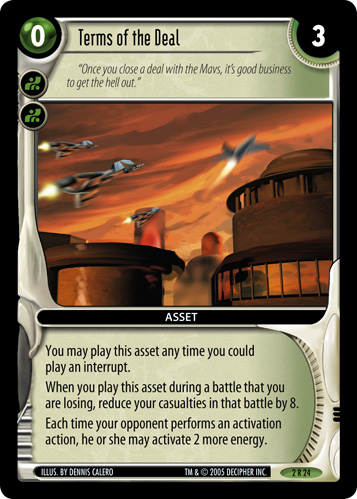 0 Terms of the Deal 3
"Once you close a deal with the Mavs, it's good business
to get the hell out."
ASSET
You may play this asset any time you could
play an interrupt.
When you play this asset during a battle that you
are losing, reduce your casualties in that battle by 8.
Each time your opponent performs an activation
action, he or she may activate 2 more energy.
ILLUS. BY DENNIS CALERO TM & © 2005 DECIPHER INC. 2 R 24